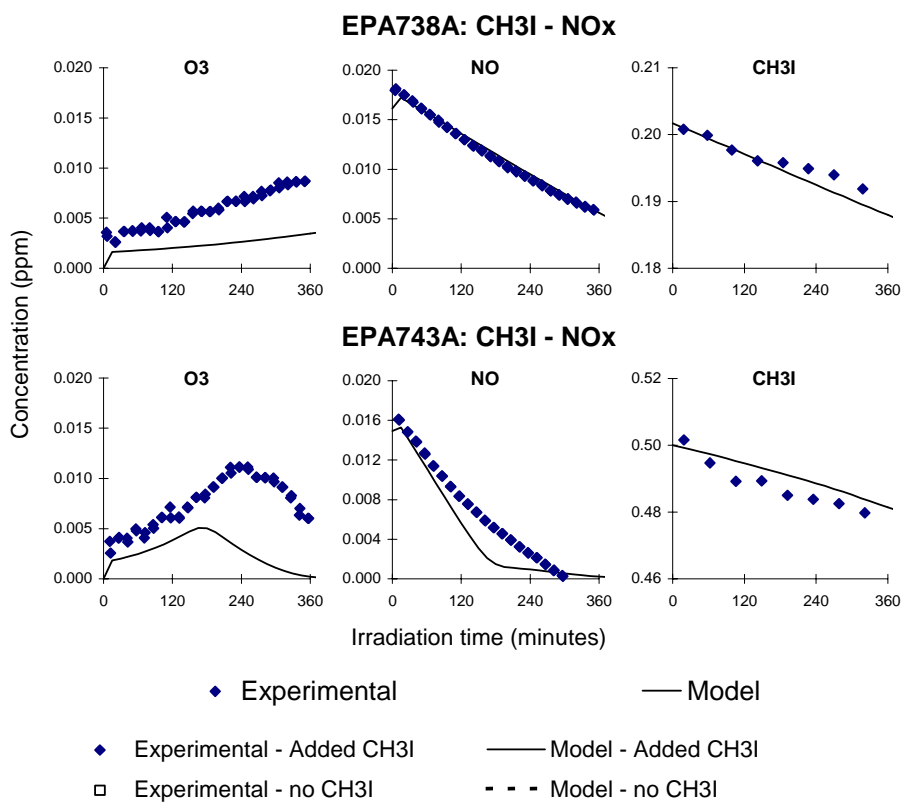 EPA738A: CH3I - NOx
O3
NO
CH3I
0.020
0.015
0.010
0.005
0.000
0 120 240 360
0.020
0.015
0.010
0.005
0.000
0 120 240 360
0.21
0.20
0.19
0.18
0 120 240 360
Concentration (ppm)
EPA743A: CH3I - NOx
O3
NO
CH3I
0.020
0.015
0.010
0.005
0.000
0 120 240 360
0.020
0.016
0.012
0.008
0.004
0.000
0 120 240 360
0.52
0.50
0.48
0.46
0 120 240 360
Irradiation time (minutes)
Experimental
Model
Experimental - Added CH3I
Model - Added CH3I
Experimental - no CH3I
Model - no CH3I